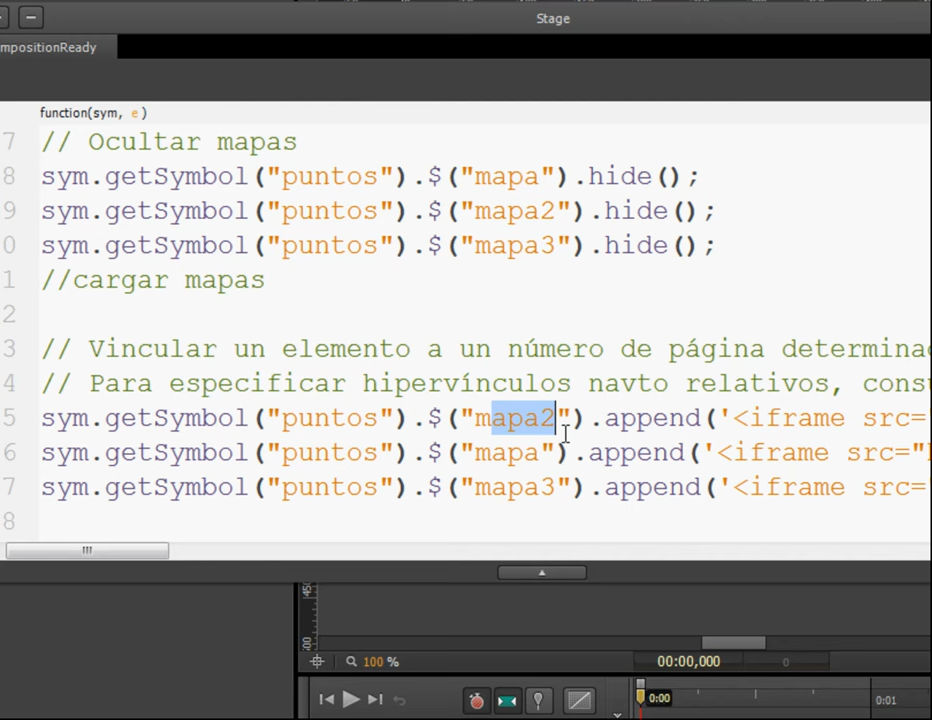 Stage
mpositionReady
function(sym, e )
7 // Ocultar mapas
8 sym.getSymbol("puntos").$("mapa").hide();
9 sym.getSymbol("puntos").$("mapa2").hide();
0 sym.getSymbol("puntos").$("mapa3").hide();
1 //cargar mapas
2
3 // Vincular un elemento a un número de página determina
4 // Para especificar hipervínculos navto relativos, cons
5 sym.getSymbol("puntos").$("mapa2").append('<iframe src=
6 sym.getSymbol("puntos").$("mapa").append('<iframe src="
7 sym.getSymbol("puntos").$("mapa3").append('<iframe src=
8
100 %
00:00,000
0
0:00
0:01